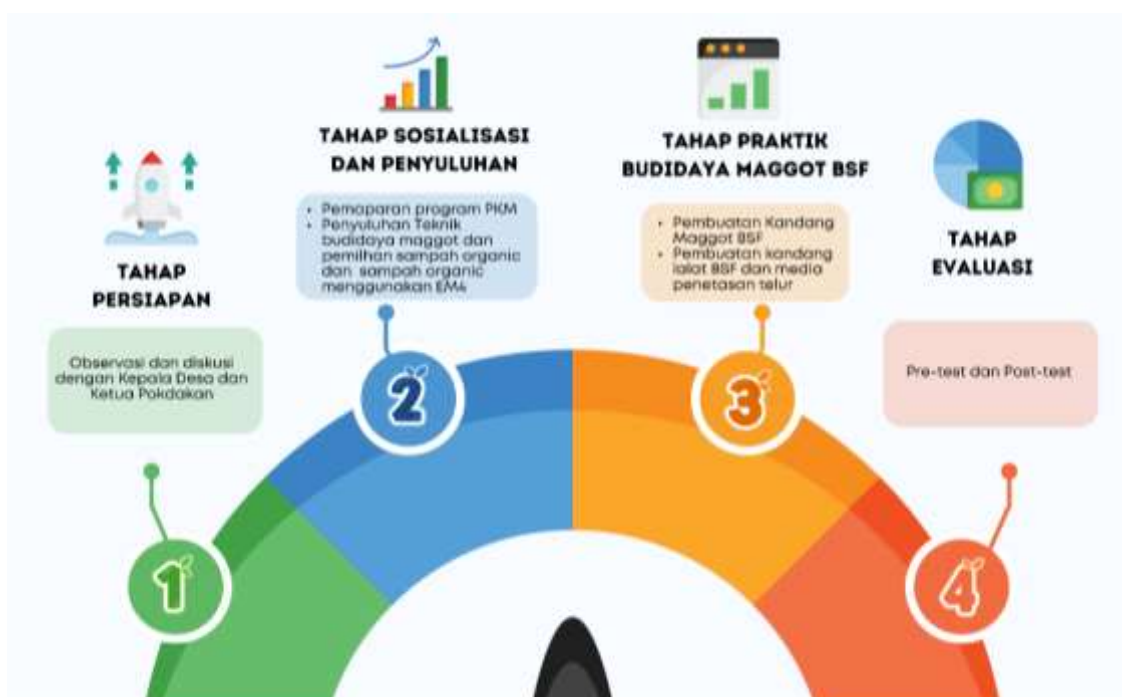 TAHAP
PERSIAPAN
Observasi dan diskusi
dengan Kepala Desa dan
Ketua Pokdakan
1
TAHAP SOSIALISASI
DAN PENYULUHAN
• Pemaparan program PKM
• Penyuluhan Teknik
budidaya maggot dan
pemilihan sampah organic
dan sampah organic
menggunakan EM4
2
TAHAP PRAKTIK
BUDIDAYA MAGGOT BSF
• Pembuatan Kandang
Maggot BSF
• Pembuatan kandang
lalat BSF dan media
penetasan telur
3
TAHAP
EVALUASI
Pre-test dan Post-test
4